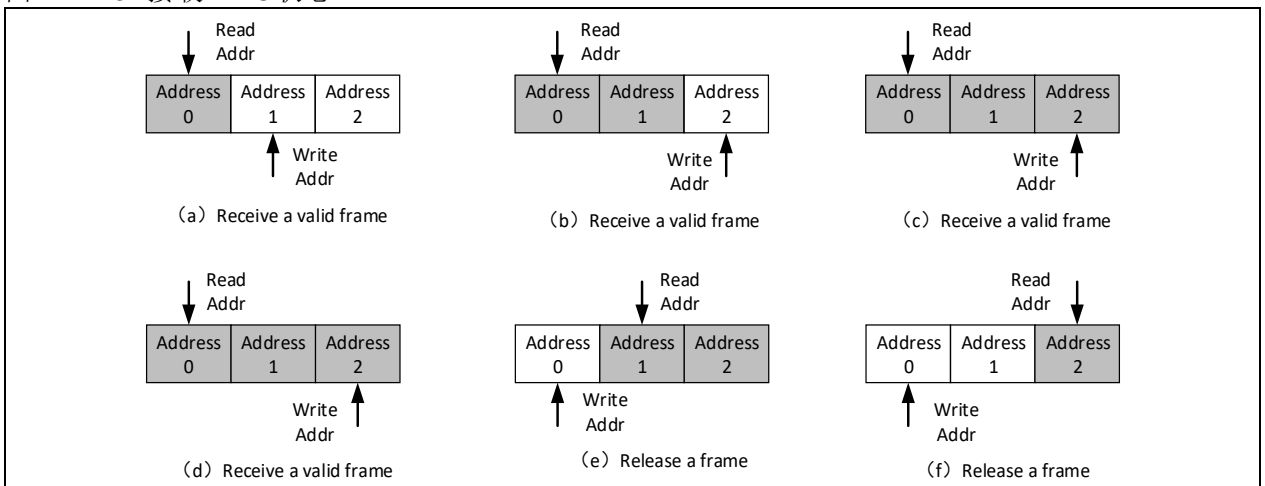 Read
Addr
Address
0
Address
1
Address
2
Write
Addr
（a）Receive a valid frame
Read
Addr
Address
0
Address
1
Address
2
Write
Addr
（b）Receive a valid frame
Read
Addr
Address
0
Address
1
Address
2
Write
Addr
（c）Receive a valid frame
Read
Addr
Address
0
Address
1
Address
2
Write
Addr
（d）Receive a valid frame
Read
Addr
Address
0
Address
1
Address
2
Write
Addr
（e）Release a frame
Read
Addr
Address
0
Address
1
Address
2
Write
Addr
（f）Release a frame